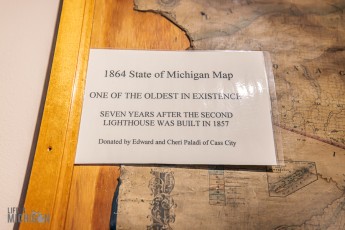 1864 State of Michigan Map
ONE OF THE OLDEST IN EXISTENCE
SEVEN YEARS AFTER THE SECOND
LIGHTHOUSE WAS BUILT IN 1857
Donated by Edward and Cheri Paladi of Cass City